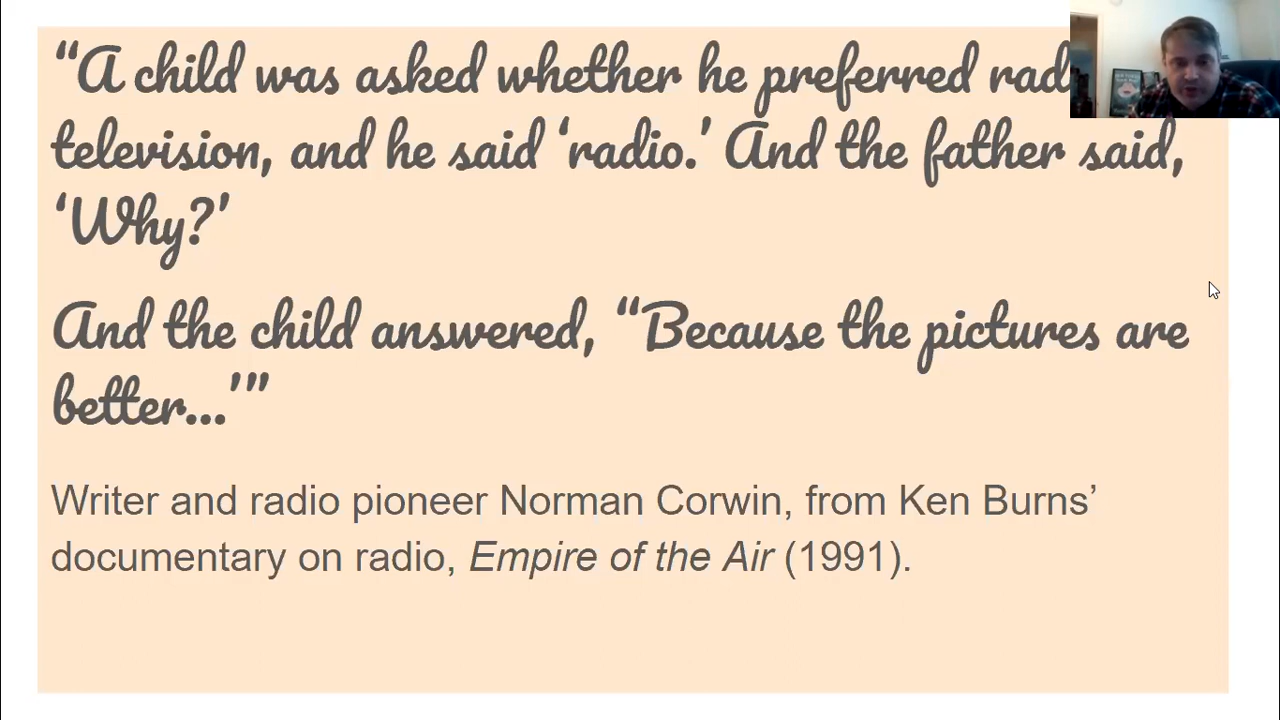 “A child was asked whether he preferred
television, and he said ‘radio.’ And the father said,
‘Why?’
And the child answered, “Because the pictures are
better...’”
Writer and radio pioneer Norman Corwin, from Ken Burns’
documentary on radio, Empire of the Air (1991).